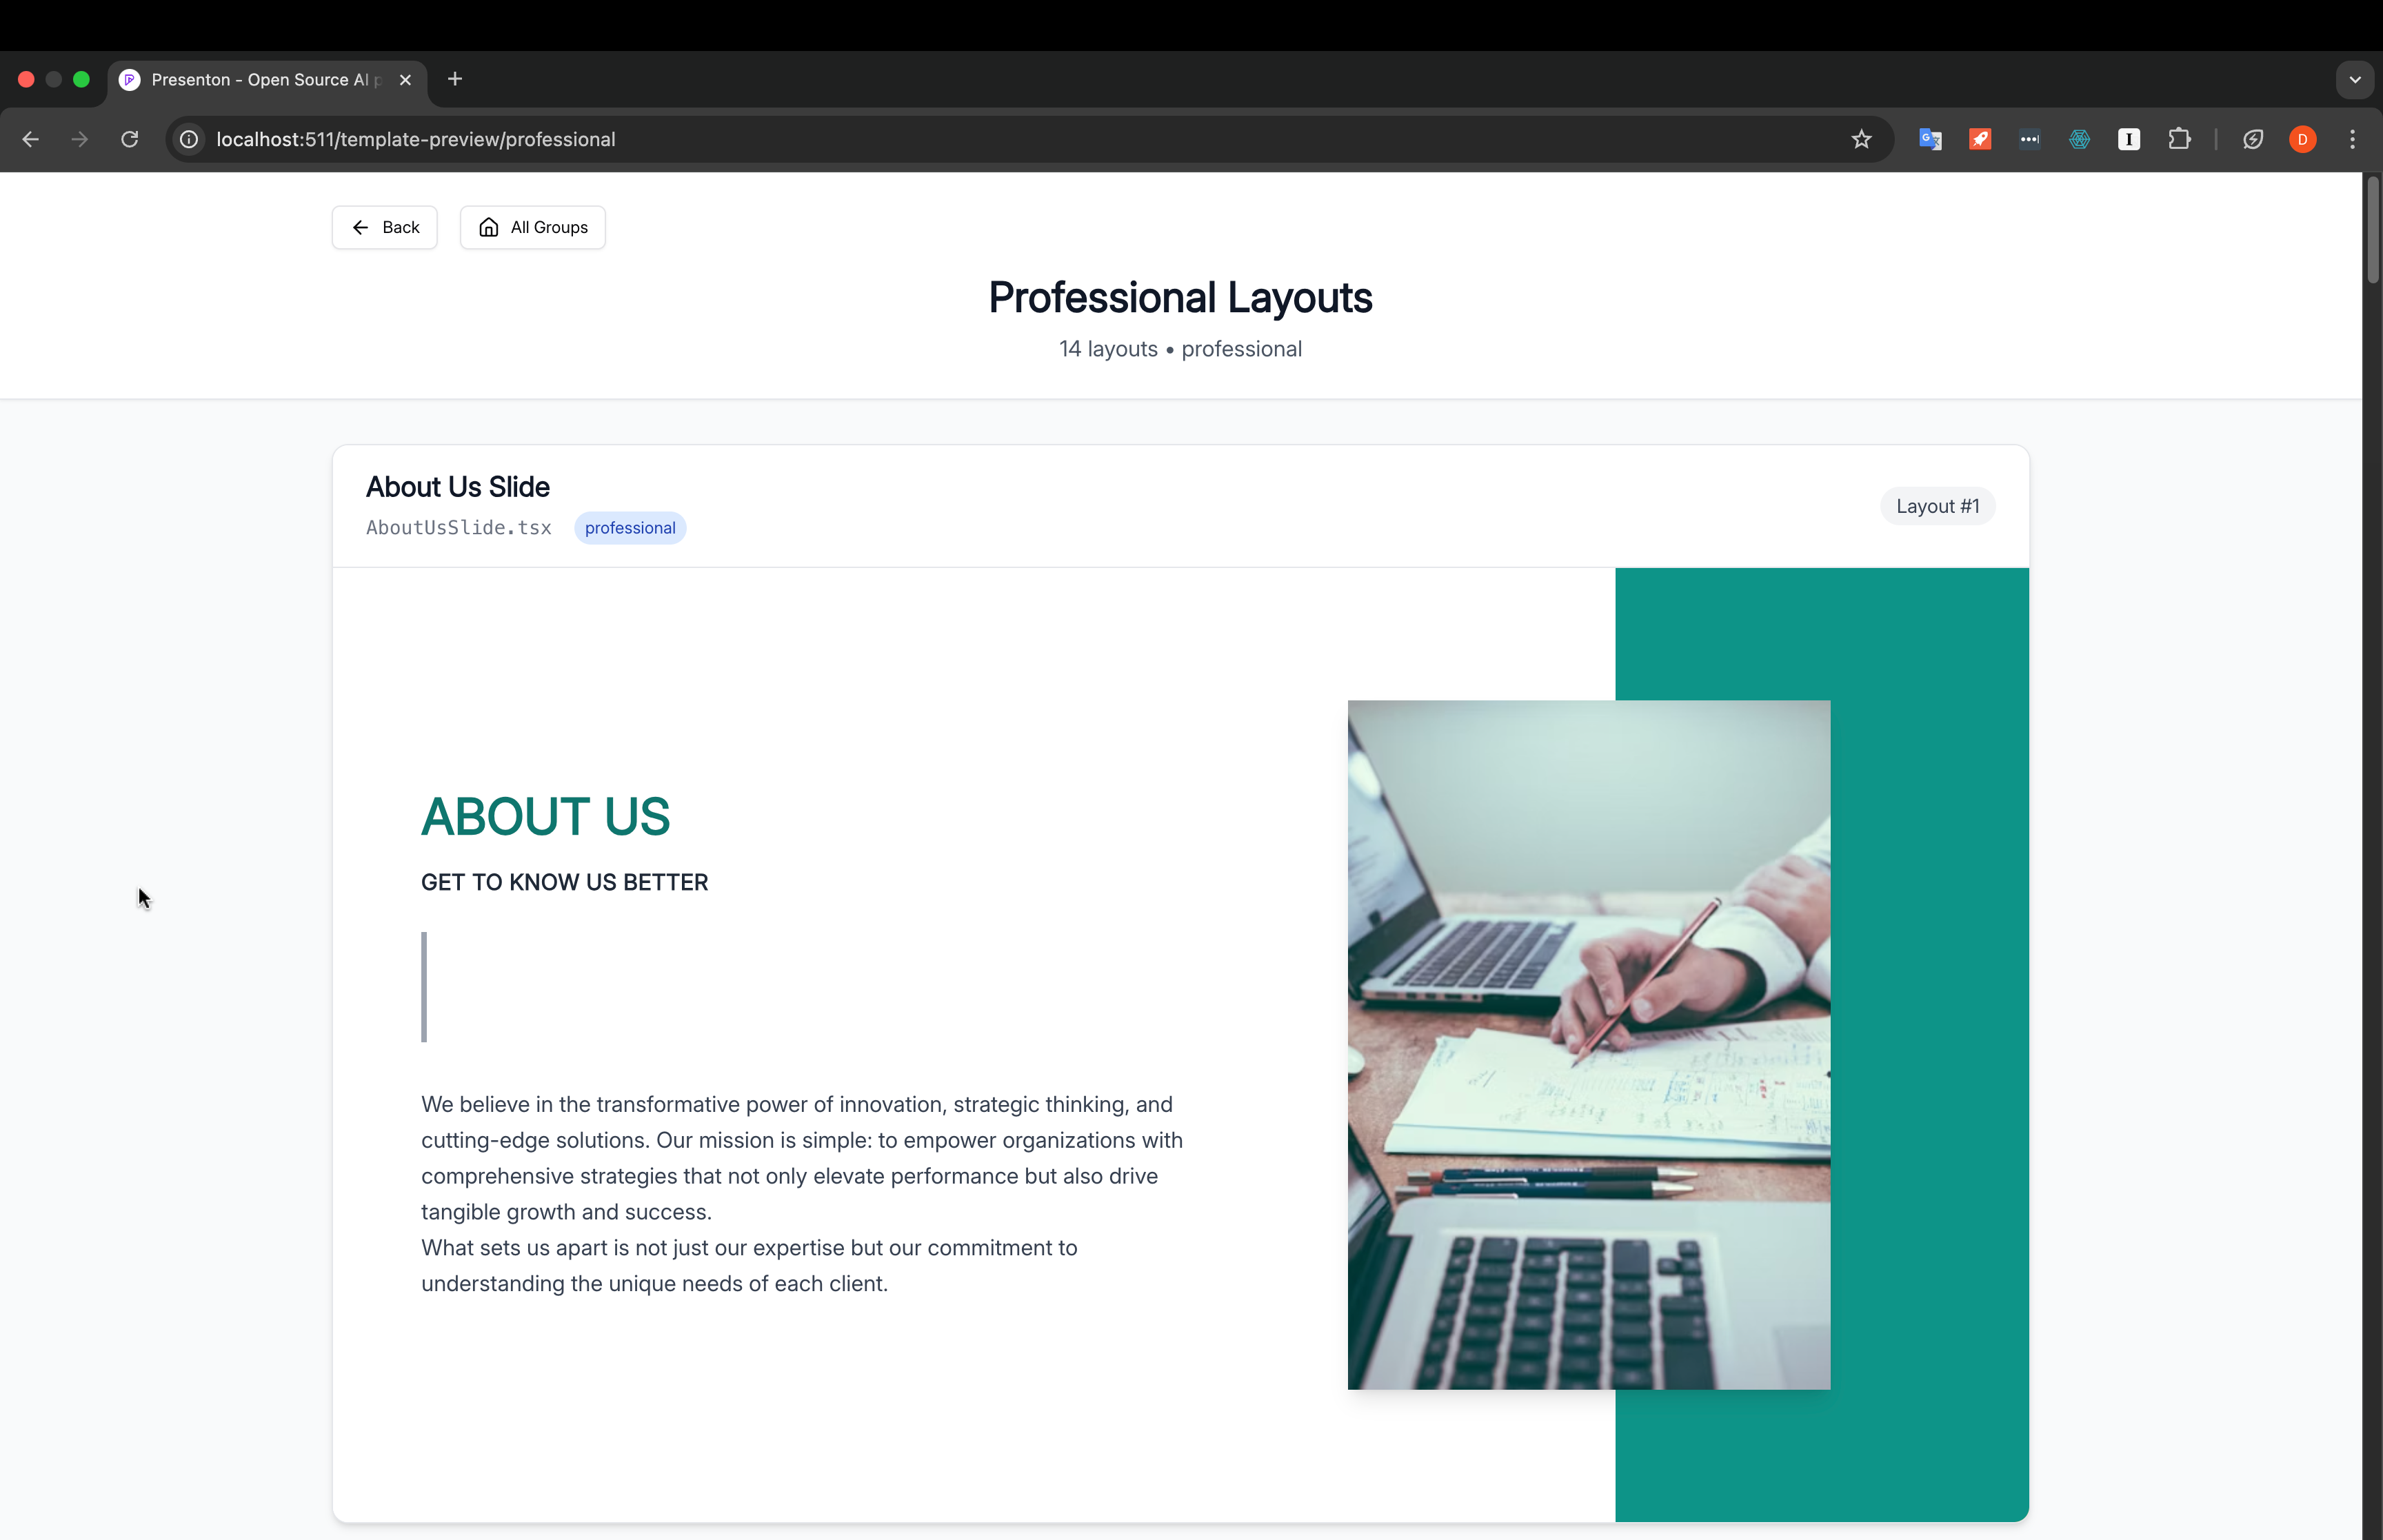 Presenton - Open Source AI p
localhost:511/template-preview/professional
D
Back
All Groups
Professional Layouts
14 layouts • professional
About Us Slide
AboutUsSlide.tsx
professional
Layout #1
ABOUT US
GET TO KNOW US BETTER
We believe in the transformative power of innovation, strategic thinking, and
cutting-edge solutions. Our mission is simple: to empower organizations with
comprehensive strategies that not only elevate performance but also drive
tangible growth and success.
What sets us apart is not just our expertise but our commitment to
understanding the unique needs of each client.